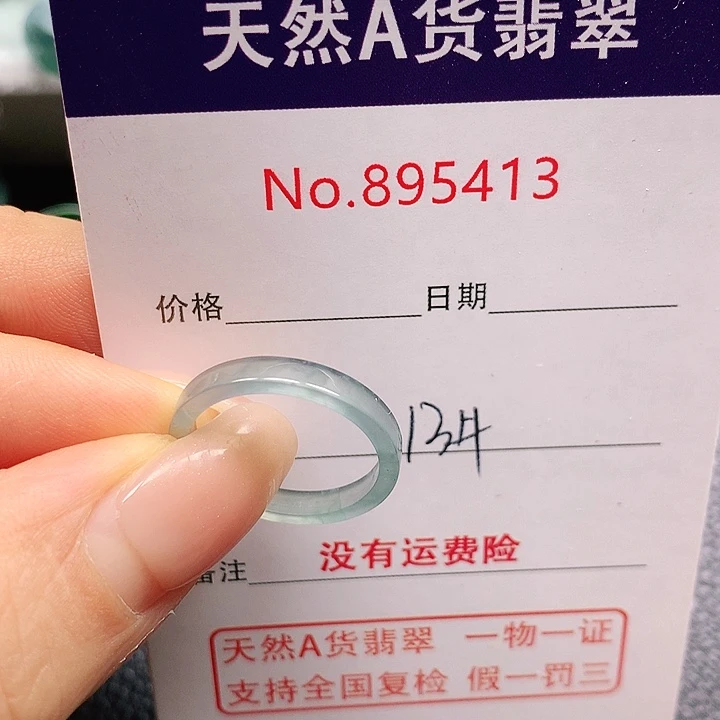 天然A货翡翠
No.895413
价格 日期
134
备注 没有运费险
天然A货翡翠 一物一证
支持全国复检 假一罚三